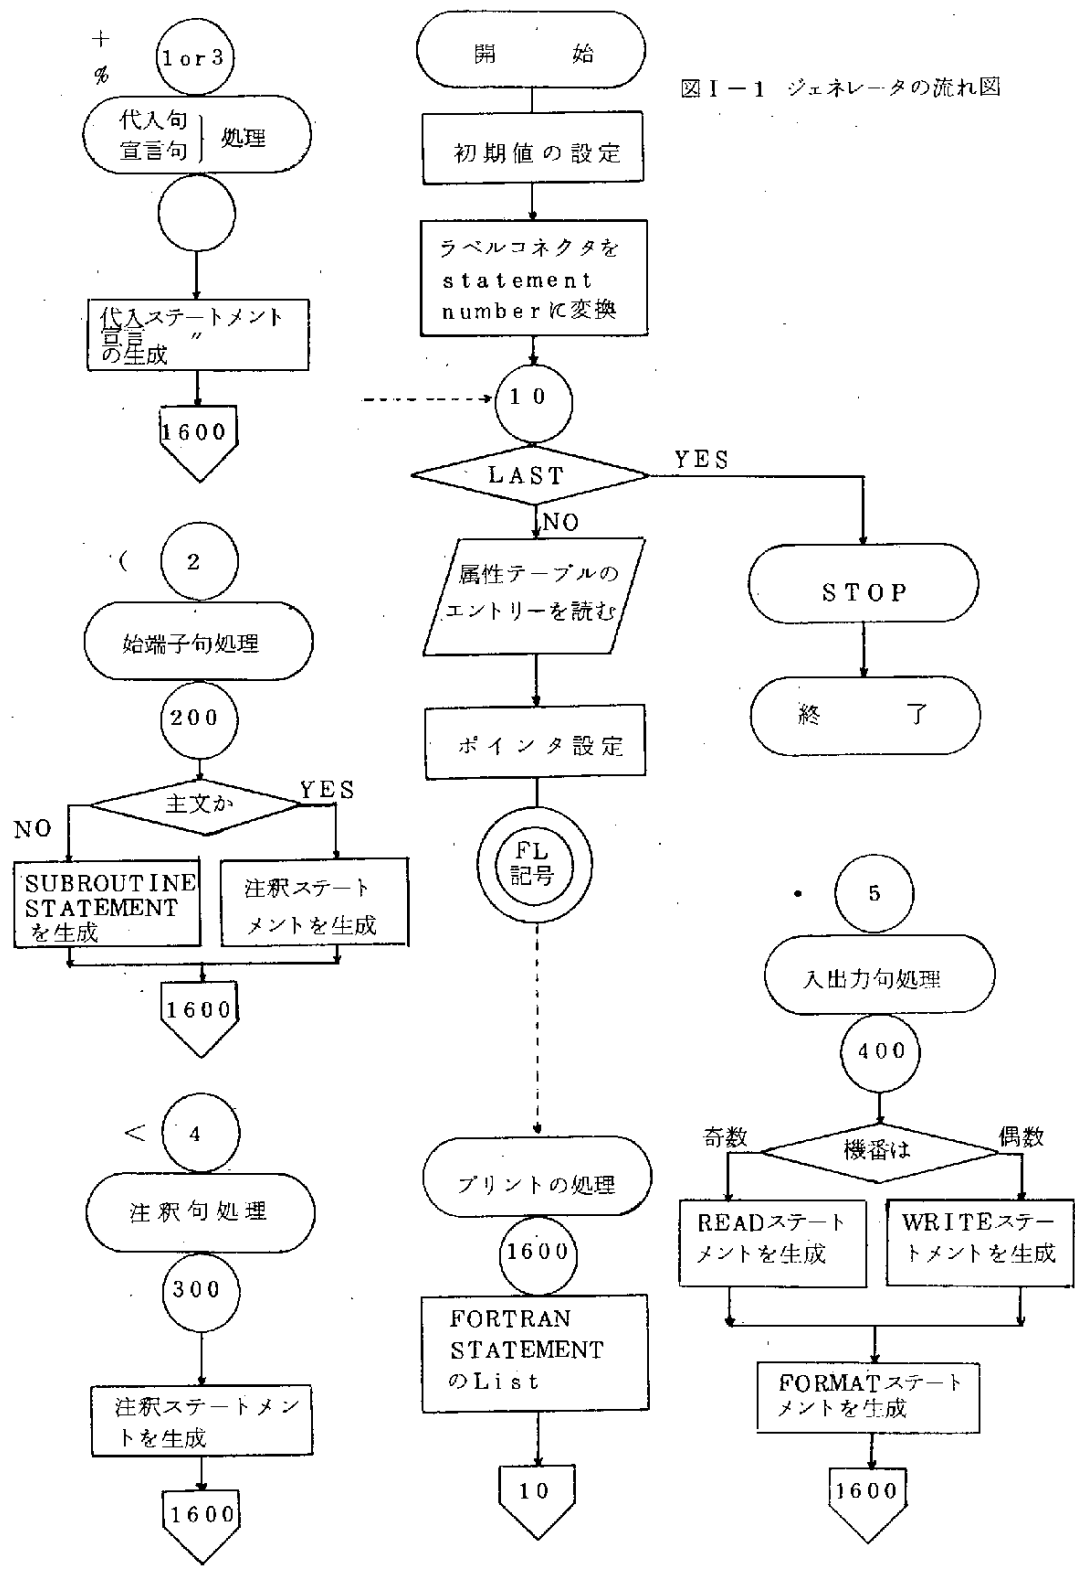 図Ⅰ－1 ジェネレータの流れ図
＋
％
1or3
代入句
宣言句
処理
代入ステートメント
宣言 〃
の生成
1600
(
2
始端子句処理
200
主文か
YES
NO
SUBROUTINE
STATEMENT
を生成
注釈ステート
メントを生成
1600
<
4
注釈句処理
300
注釈ステートメン
トを生成
1600
開 始
初期値の設定
ラベルコネクタを
statement
numberに変換
10
LAST
YES
NO
属性テーブルの
エントリーを読む
ポインタ設定
FL
記号
プリントの処理
1600
FORTRAN
STATEMENT
のList
10
STOP
終 了
・
5
入出力句処理
400
機番は
奇数
偶数
READステート
メントを生成
WRITEステー
トメントを生成
FORMATステート
メントを生成
1600